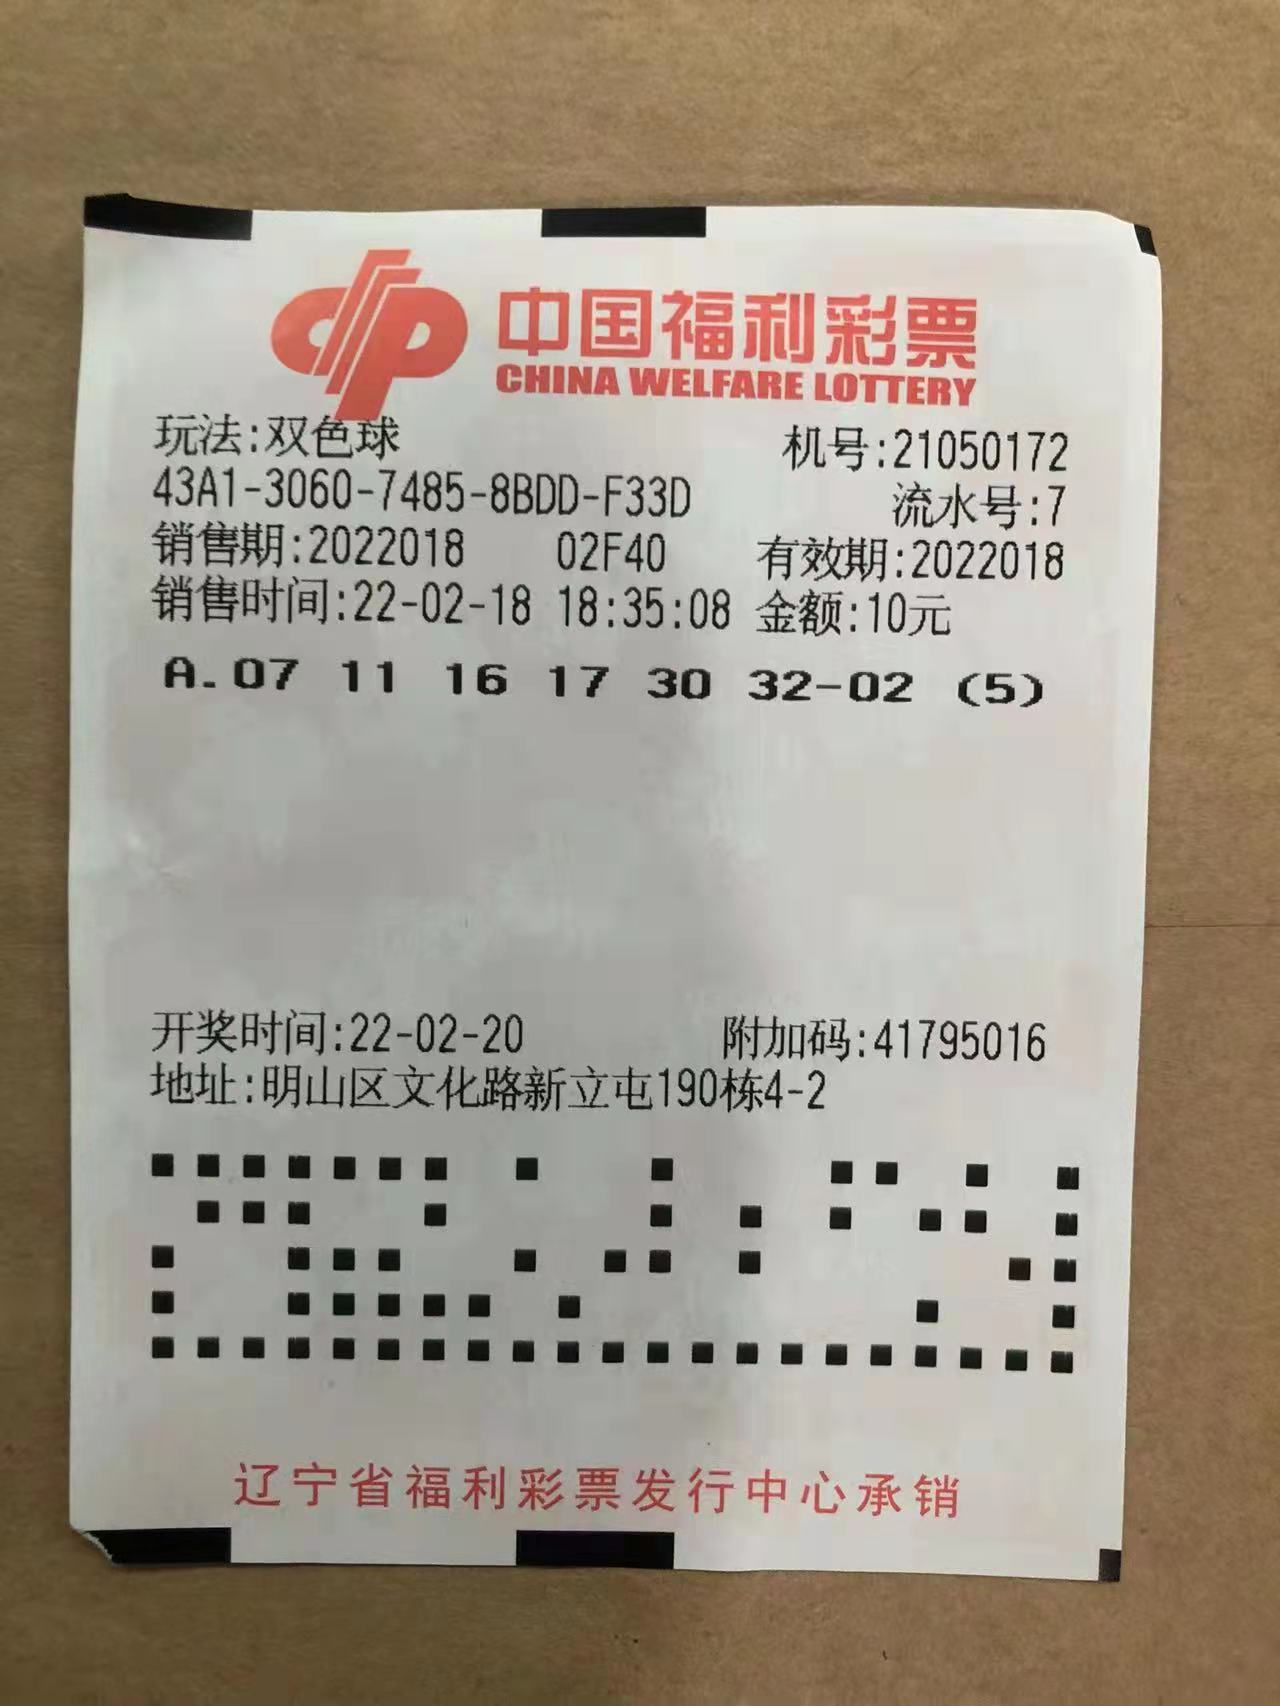 中国福利彩票
CHINA WELFARE LOTTERY
玩法:双色球 机号:21050172
43A1-3060-7485-8BDD-F33D 流水号:7
销售期:2022018 02F40 有效期:2022018
销售时间:22-02-18 18:35:08 金额:10元
A.07 11 16 17 30 32-02 (5)
开奖时间:22-02-20 附加码:41795016
地址:明山区文化路新立屯190栋4-2
辽宁省福利彩票发行中心承销